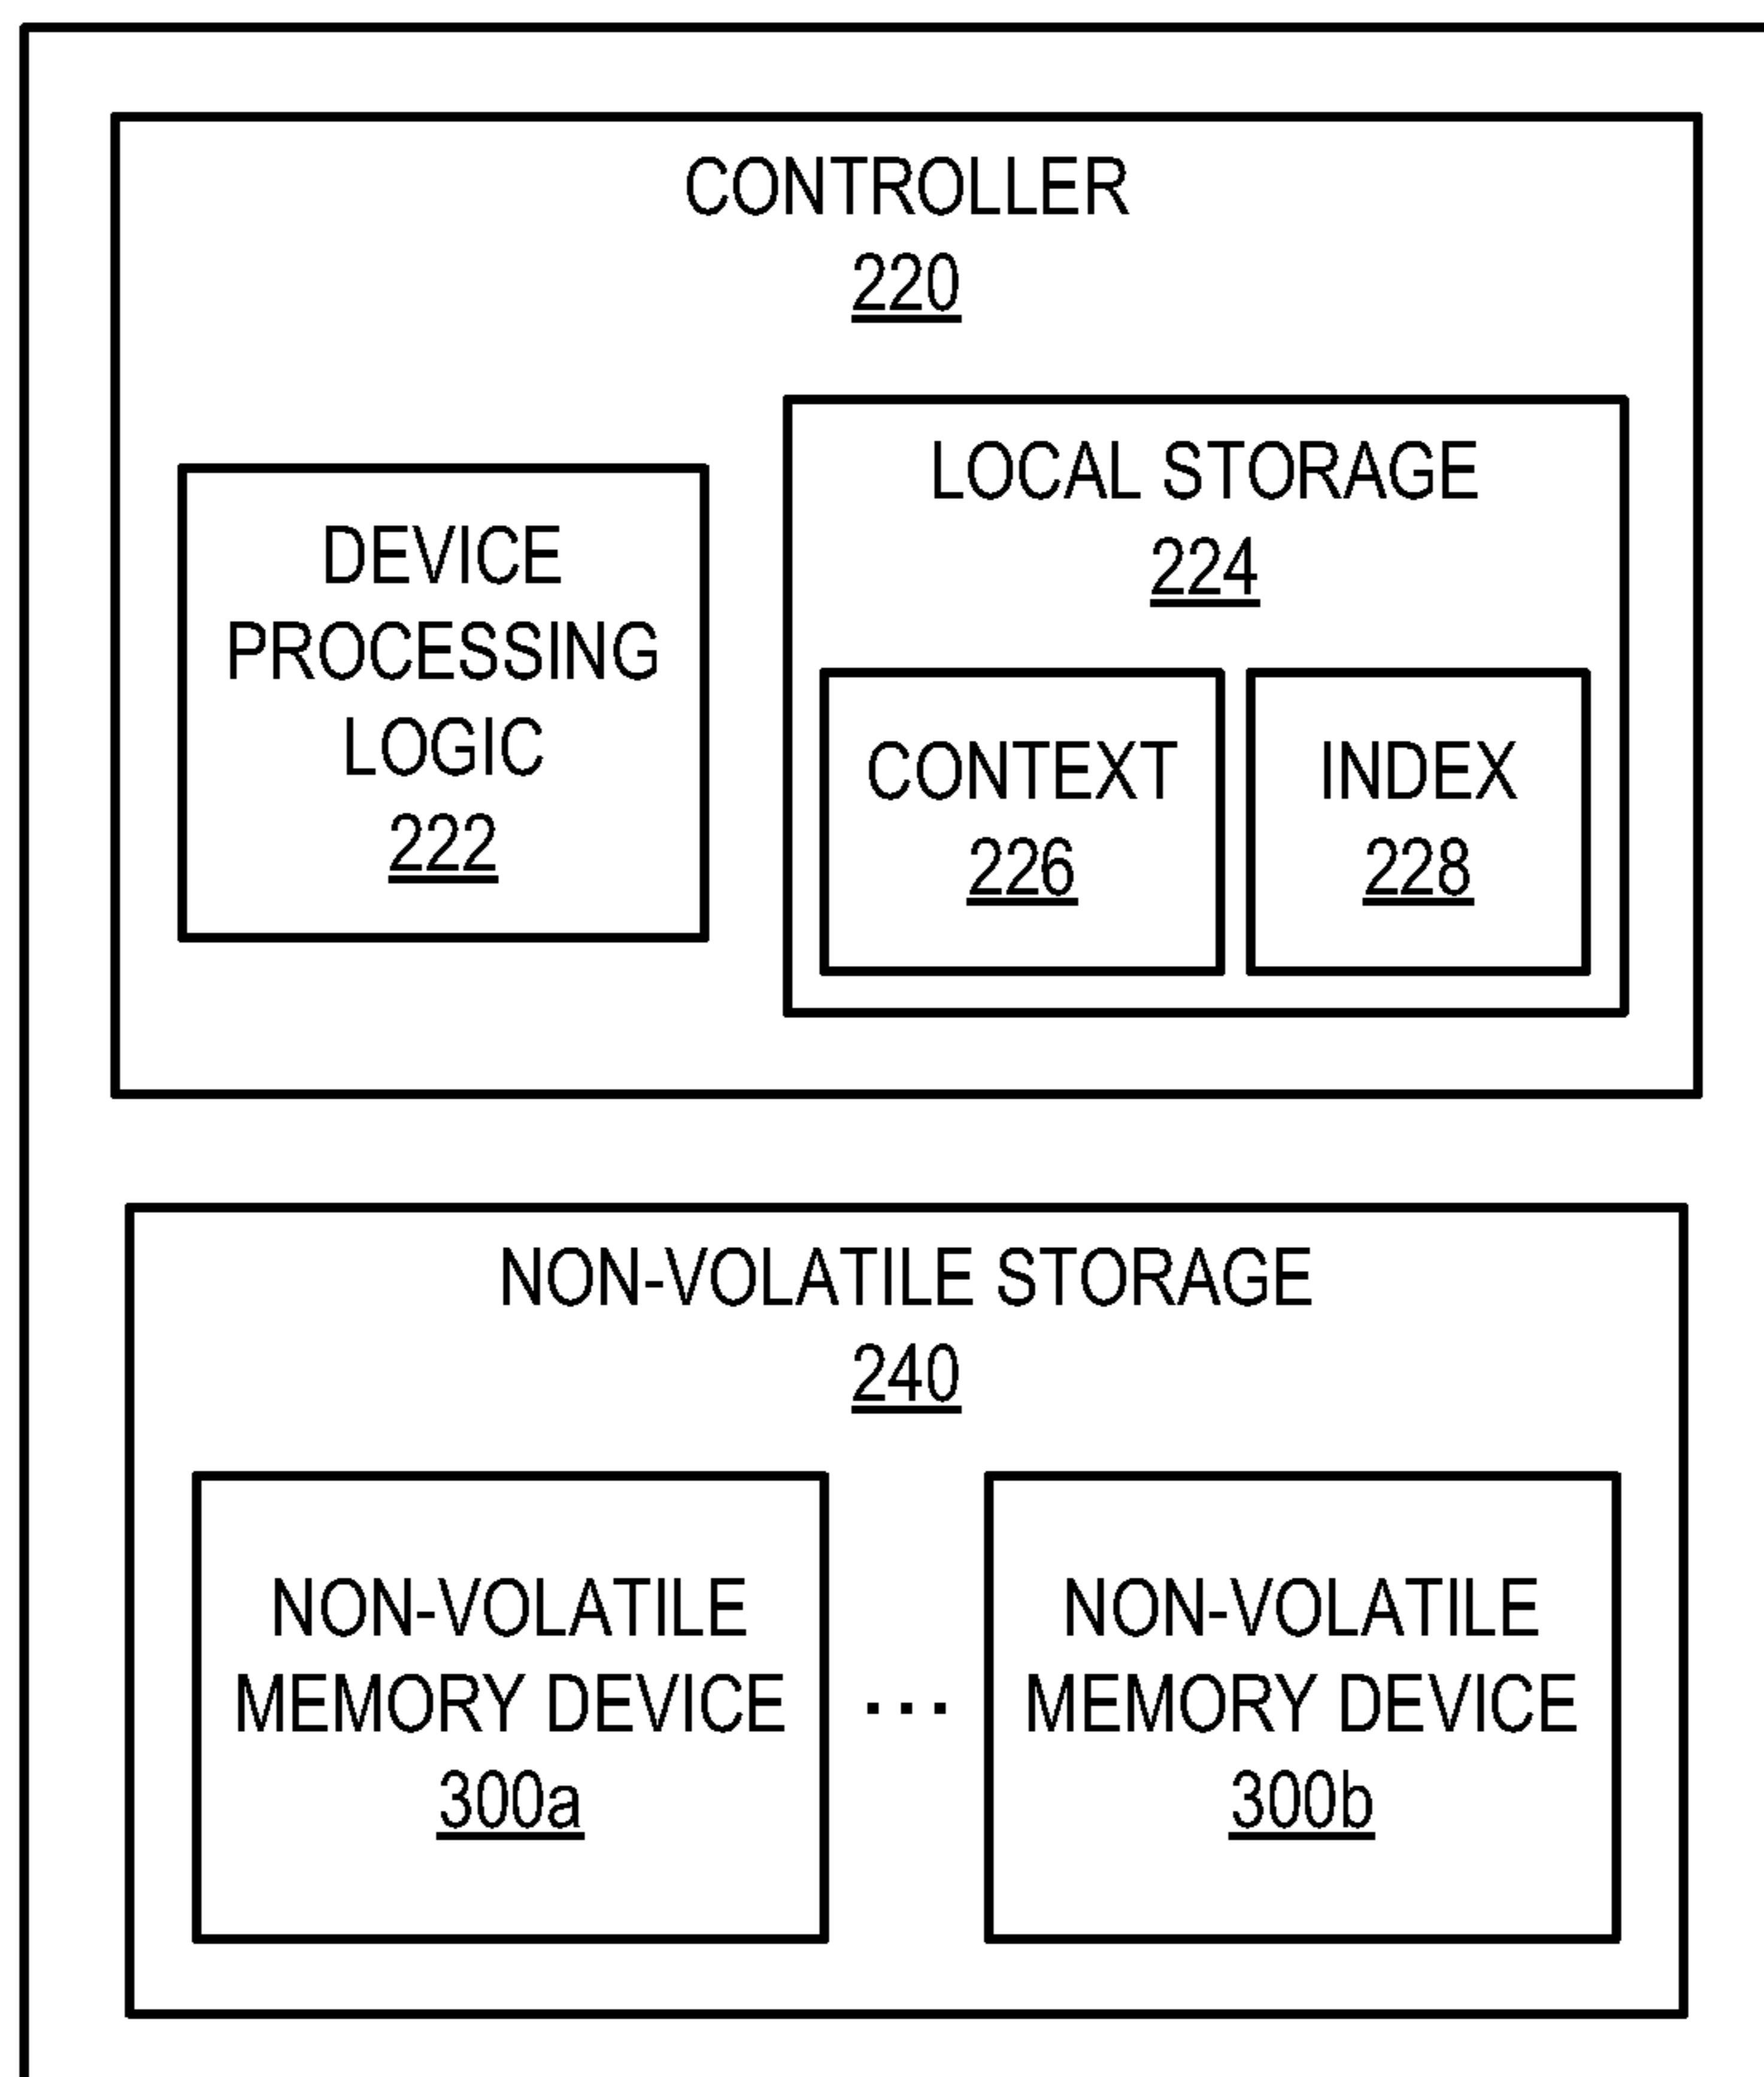 CONTROLLER
220
DEVICE
PROCESSING
LOGIC
222
LOCAL STORAGE
224
CONTEXT
226
INDEX
228
NON-VOLATILE STORAGE
240
NON-VOLATILE
MEMORY DEVICE
300a
...
NON-VOLATILE
MEMORY DEVICE
300b